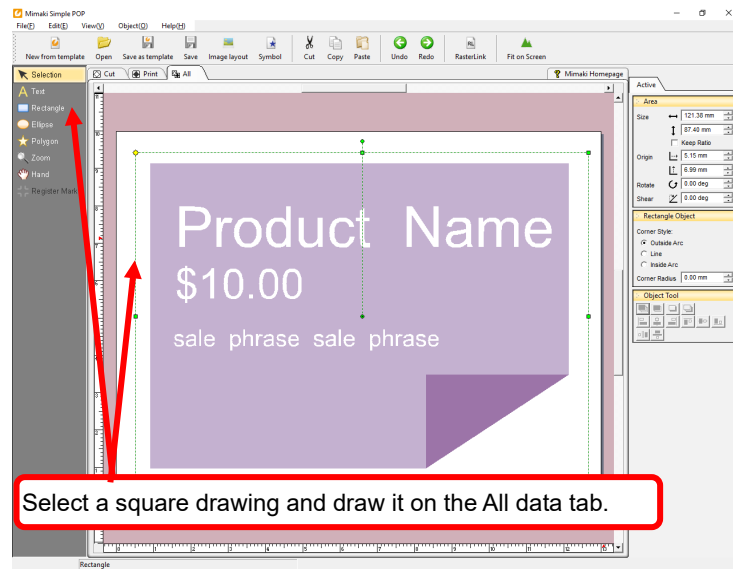 Mimaki Simple POP
File(F) Edit(E) View(V) Object(O) Help(H)
New from template Open Save as template Save Image layout Symbol Cut Copy Paste Undo Redo RasterLink Fit on Screen
Selection
Text
Rectangle
Ellipse
Polygon
Zoom
Hand
Register Mark
Cut Print All
Mimaki Homepage
Product Name
$10.00
sale phrase sale phrase
Select a square drawing and draw it on the All data tab.
Active
Area
Size 121.38 mm
87.40 mm
Keep Ratio
Origin 5.15 mm
6.99 mm
Rotate 0.00 deg
Shear 0.00 deg
Rectangle Object
Corner Style:
Outside Arc
Line
Inside Arc
Corner Radius 0.00 mm
Object Tool
Rectangle